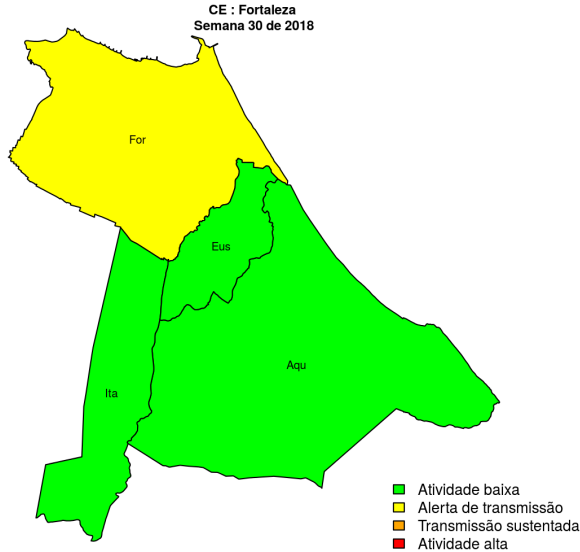 CE : Fortaleza
Semana 30 de 2018
For
Eus
Aqu
Ita
Atividade baixa
Alerta de transmissão
Transmissão sustentada
Atividade alta